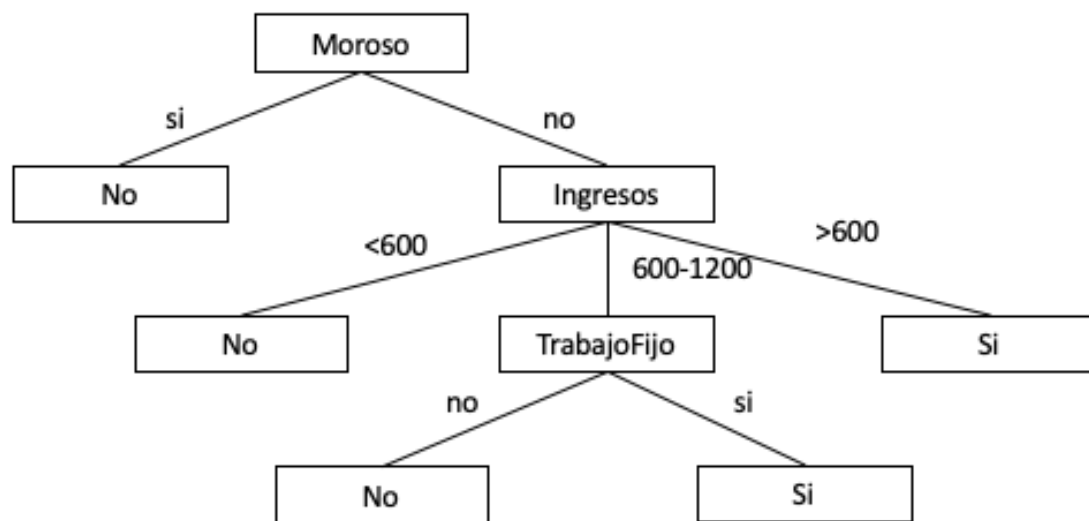 Moroso
si
no
No
Ingresos
<600
600-1200
>600
No
TrabajoFijo
Si
no
si
No
Si